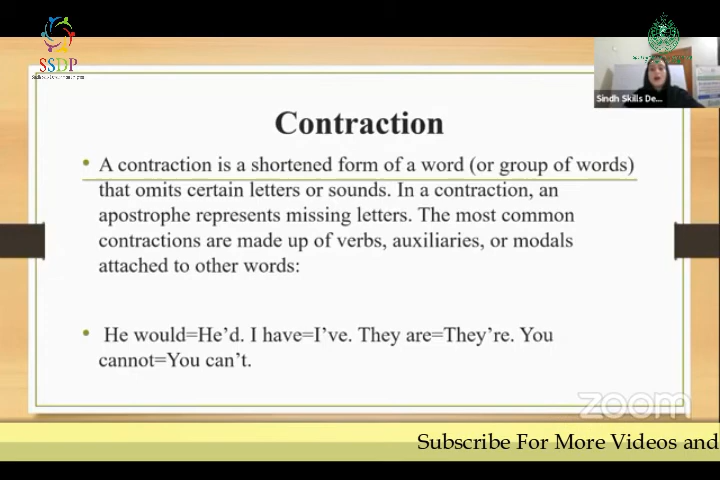 SSDP
Sindh Skills De...
Contraction
• A contraction is a shortened form of a word (or group of words)
that omits certain letters or sounds. In a contraction, an
apostrophe represents missing letters. The most common
contractions are made up of verbs, auxiliaries, or modals
attached to other words:
• He would=He’d. I have=I’ve. They are=They’re. You
cannot=You can’t.
zoom
Subscribe For More Videos and